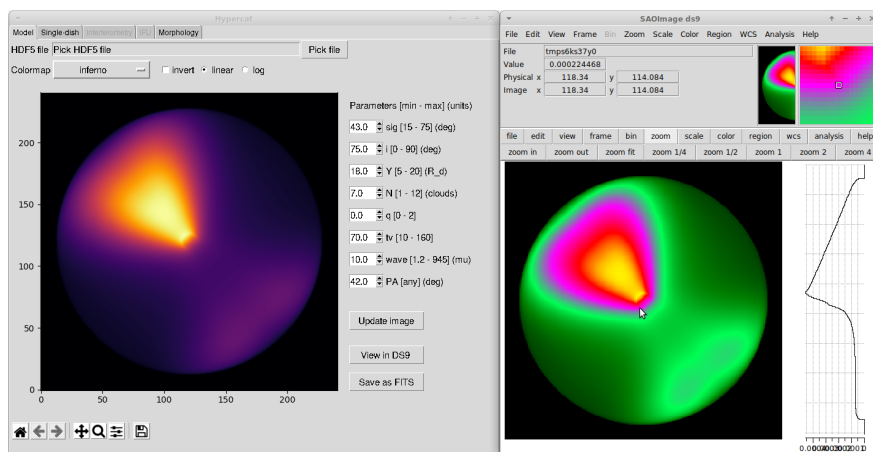 Hypercat
Model Single-dish Interferometry IFU Morphology
HDF5 file Pick HDF5 file Pick file
Colormap inferno invert linear log
Parameters [min - max] (units)
43.0 sig [15 - 75] (deg)
75.0 i [0 - 90] (deg)
18.0 Y [5 - 20] (R_d)
7.0 N [1 - 12] (clouds)
0.0 q [0 - 2]
70.0 tv [10 - 160]
10.0 wave [1.2 - 945] (mu)
42.0 PA [any] (deg)
Update image
View in DS9
Save as FITS
200
150
100
50
0
0 50 100 150 200
SAOImage ds9
File Edit View Frame Bin Zoom Scale Color Region WCS Analysis Help
File tmps6ks37y0
Value 0.000224468
Physical x 118.34 y 114.084
Image x 118.34 y 114.084
file edit view frame bin zoom scale color region wcs analysis help
zoom in zoom out zoom fit zoom 1/4 zoom 1/2 zoom 1 zoom 2 zoom 4